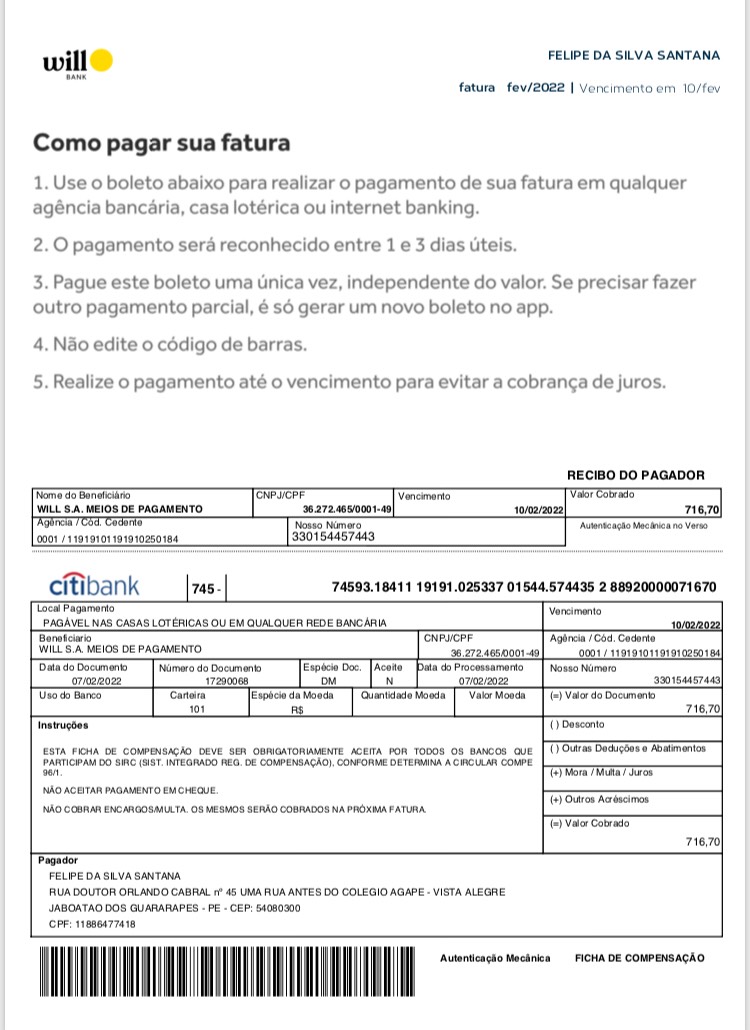 will
BANK
FELIPE DA SILVA SANTANA
fatura fev/2022 | Vencimento em 10/fev
Como pagar sua fatura
1. Use o boleto abaixo para realizar o pagamento de sua fatura em qualquer
agência bancária, casa lotérica ou internet banking.
2. O pagamento será reconhecido entre 1 e 3 dias úteis.
3. Pague este boleto uma única vez, independente do valor. Se precisar fazer
outro pagamento parcial, é só gerar um novo boleto no app.
4. Não edite o código de barras.
5. Realize o pagamento até o vencimento para evitar a cobrança de juros.
RECIBO DO PAGADOR
Nome do Beneficiário CNPJ/CPF Vencimento Valor Cobrado
WILL S.A. MEIOS DE PAGAMENTO 36.272.465/0001-49 10/02/2022 716,70
Agência / Cód. Cedente Nosso Número Autenticação Mecânica no Verso
0001 / 11919101191910250184 330154457443
citibank 745- 74593.18411 19191.025337 01544.574435 2 88920000071670
Local Pagamento Vencimento
PAGÁVEL NAS CASAS LOTÉRICAS OU EM QUALQUER REDE BANCÁRIA 10/02/2022
Beneficiario CNPJ/CPF Agência / Cód. Cedente
WILL S.A. MEIOS DE PAGAMENTO 36.272.465/0001-49 0001 / 11919101191910250184
Data do Documento Número do Documento Espécie Doc. Aceite Data do Processamento Nosso Número
07/02/2022 17290068 DM N 07/02/2022 330154457443
Uso do Banco Carteira Espécie da Moeda Quantidade Moeda Valor Moeda (=) Valor do Documento
101 R$ 716,70
Instruções ( ) Desconto
ESTA FICHA DE COMPENSAÇÃO DEVE SER OBRIGATORIAMENTE ACEITA POR TODOS OS BANCOS QUE
PARTICIPAM DO SIRC (SIST. INTEGRADO REG. DE COMPENSAÇÃO), CONFORME DETERMINA A CIRCULAR COMPE
96/1.
NÃO ACEITAR PAGAMENTO EM CHEQUE.
NÃO COBRAR ENCARGOS/MULTA. OS MESMOS SERÃO COBRADOS NA PRÓXIMA FATURA.
( ) Outras Deduções e Abatimentos
(+) Mora / Multa / Juros
(+) Outros Acréscimos
(=) Valor Cobrado
716,70
Pagador
FELIPE DA SILVA SANTANA
RUA DOUTOR ORLANDO CABRAL nº 45 UMA RUA ANTES DO COLEGIO AGAPE - VISTA ALEGRE
JABOATAO DOS GUARARAPES - PE - CEP: 54080300
CPF: 11886477418
Autenticação Mecânica FICHA DE COMPENSAÇÃO